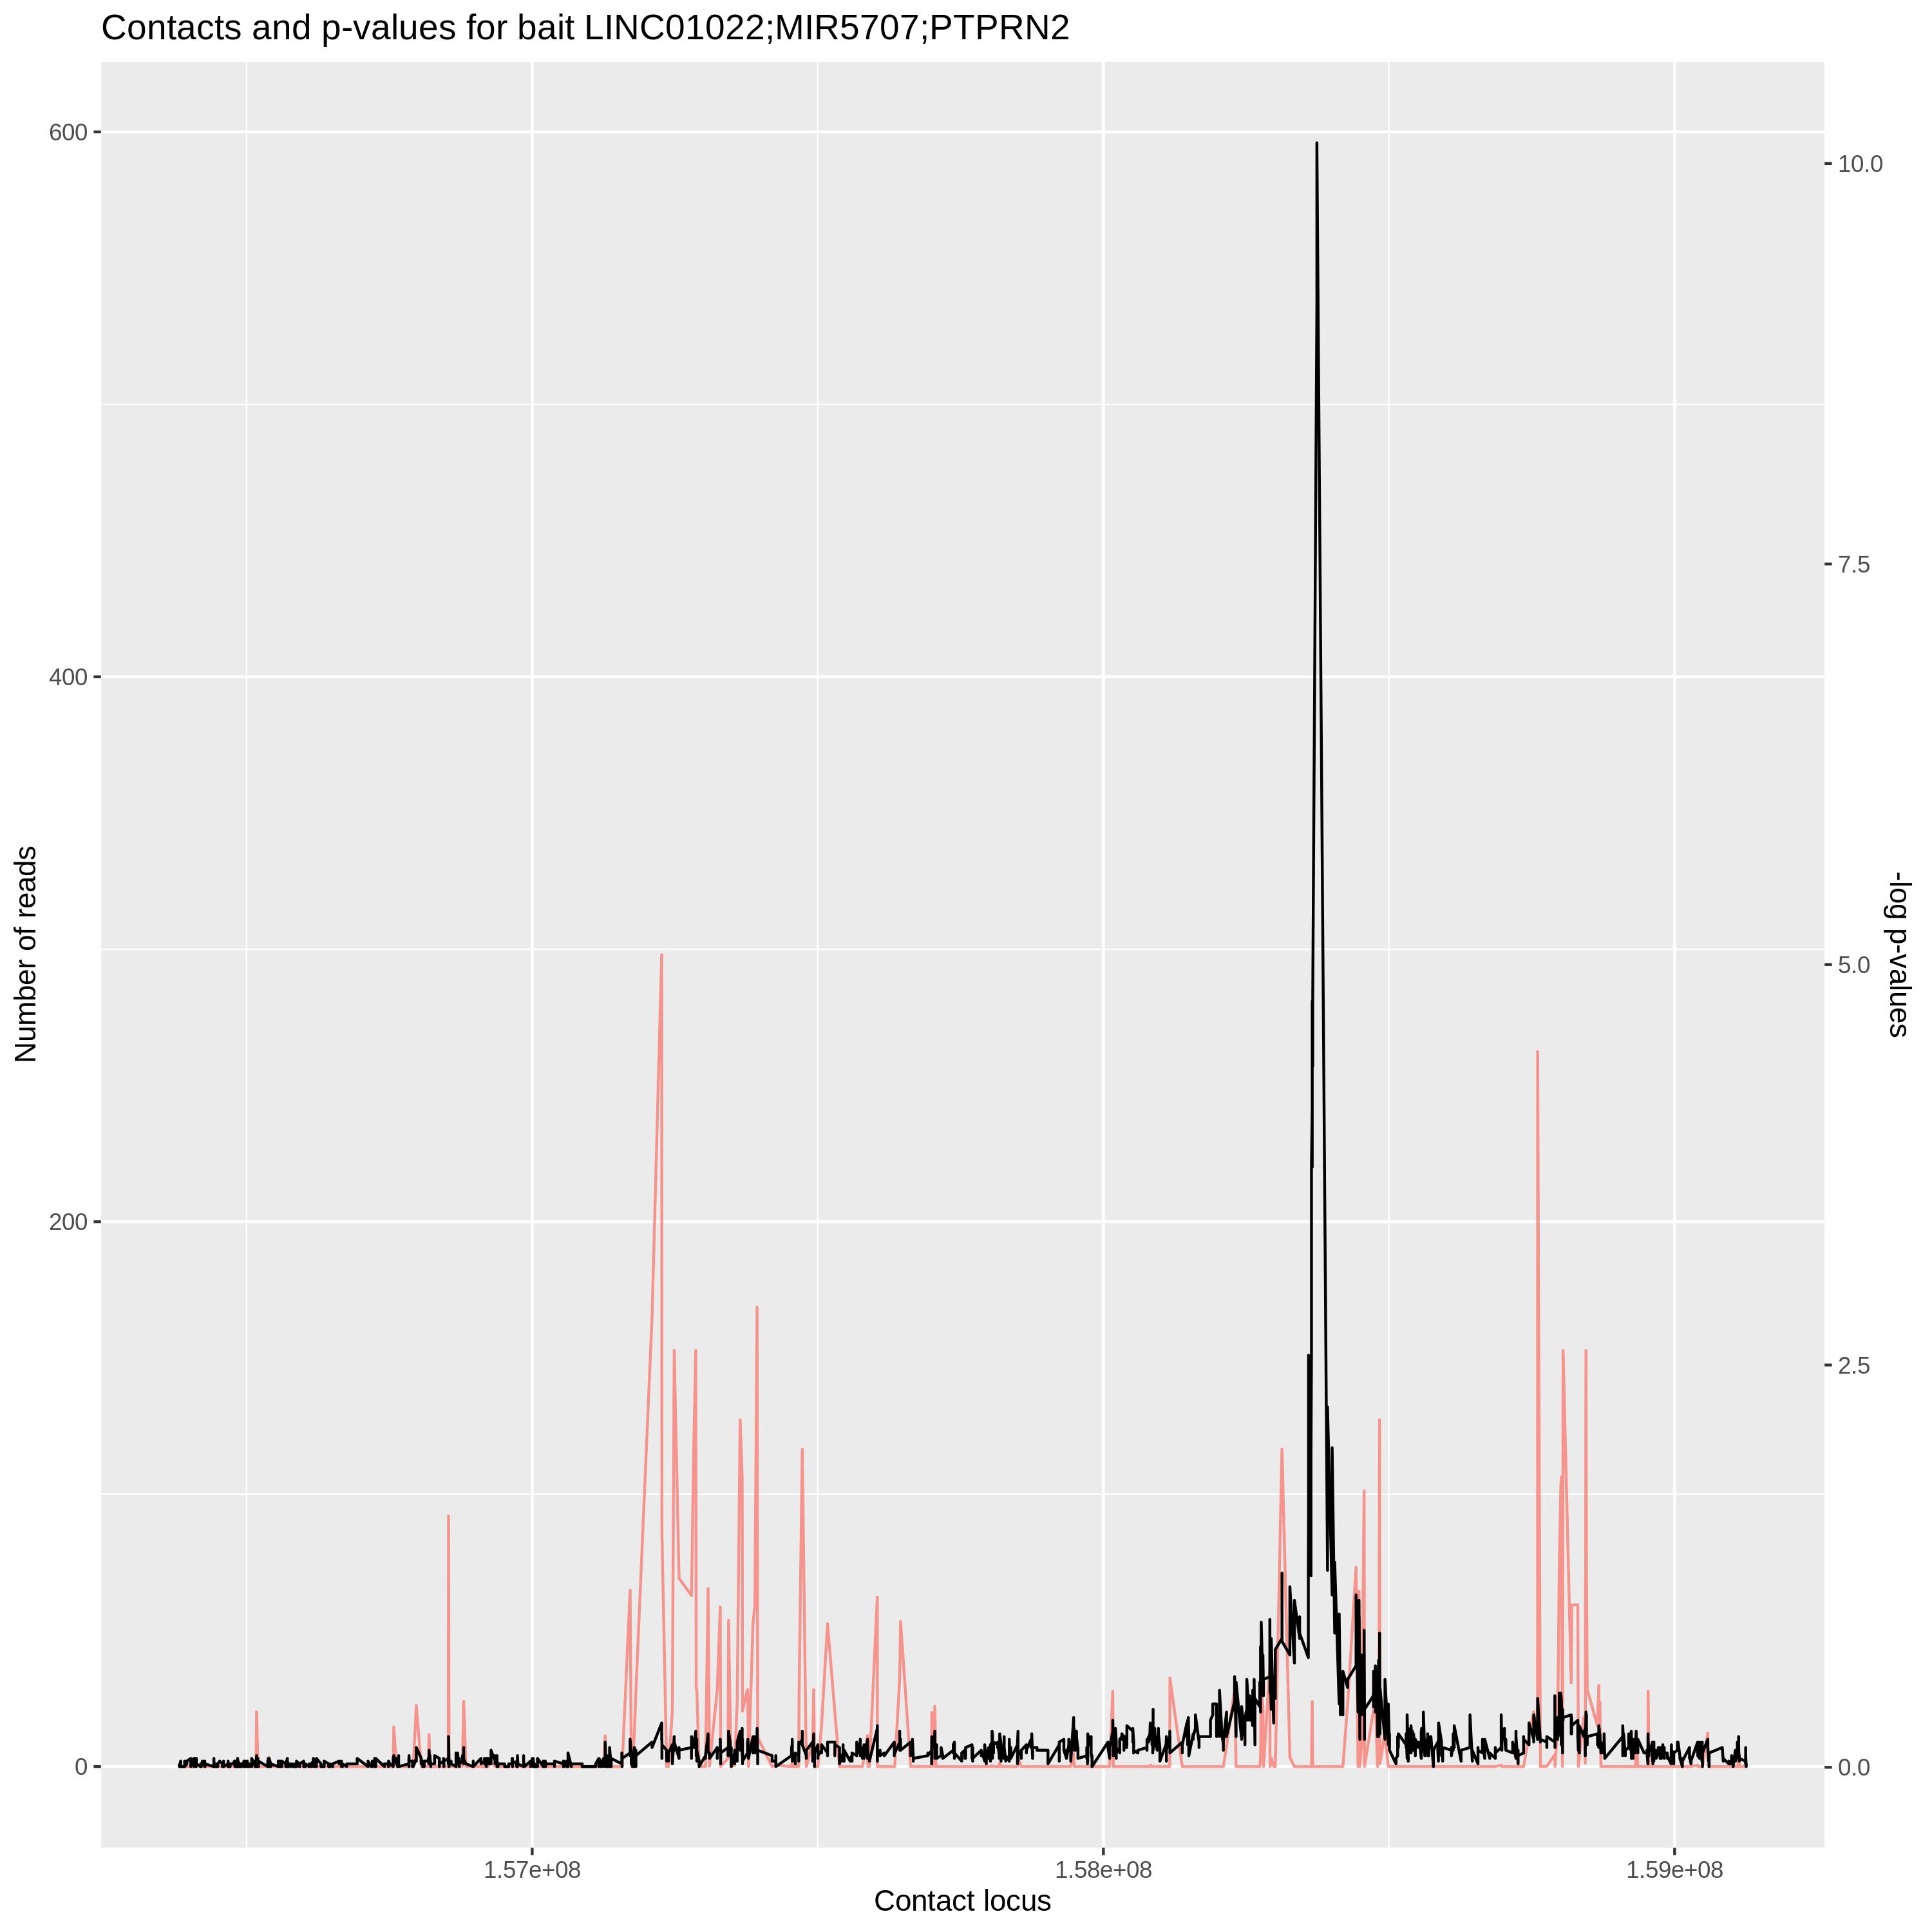 Contacts and p-values for bait LINC01022;MIR5707;PTPRN2
600
400
200
0
Number of reads
10.0
7.5
5.0
2.5
0.0
-log p-values
1.57e+08
1.58e+08
1.59e+08
Contact locus